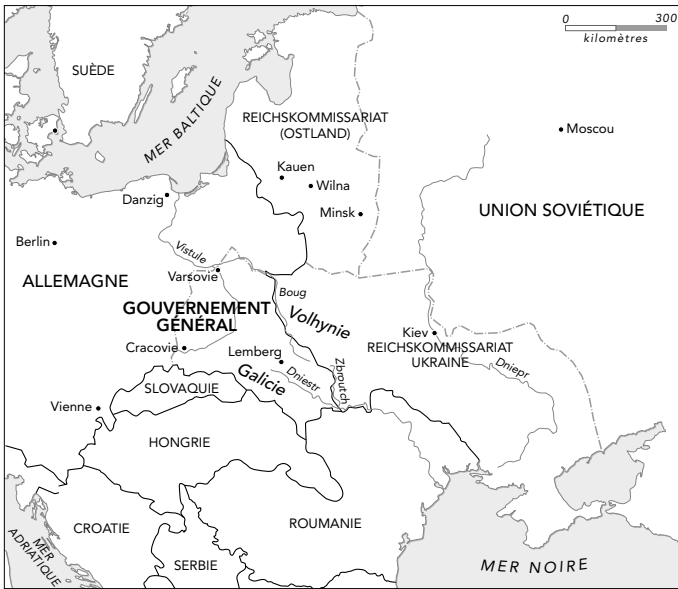 0 300
kilomètres
SUÈDE
MER BALTIQUE
REICHSKOMMISSARIAT
(OSTLAND)
Moscou
Kauen
Wilna
Danzig
Minsk
UNION SOVIÉTIQUE
Berlin
Vistule
ALLEMAGNE
Varsovie
Boug
GOUVERNEMENT
GÉNÉRAL
Volhynie
Kiev
Cracovie
Lemberg
REICHSKOMMISSARIAT
UKRAINE
Dniepr
Zbroutch
Galicie
Dniestr
SLOVAQUIE
Vienne
HONGRIE
CROATIE
ROUMANIE
MER
ADRIATIQUE
SERBIE
MER NOIRE